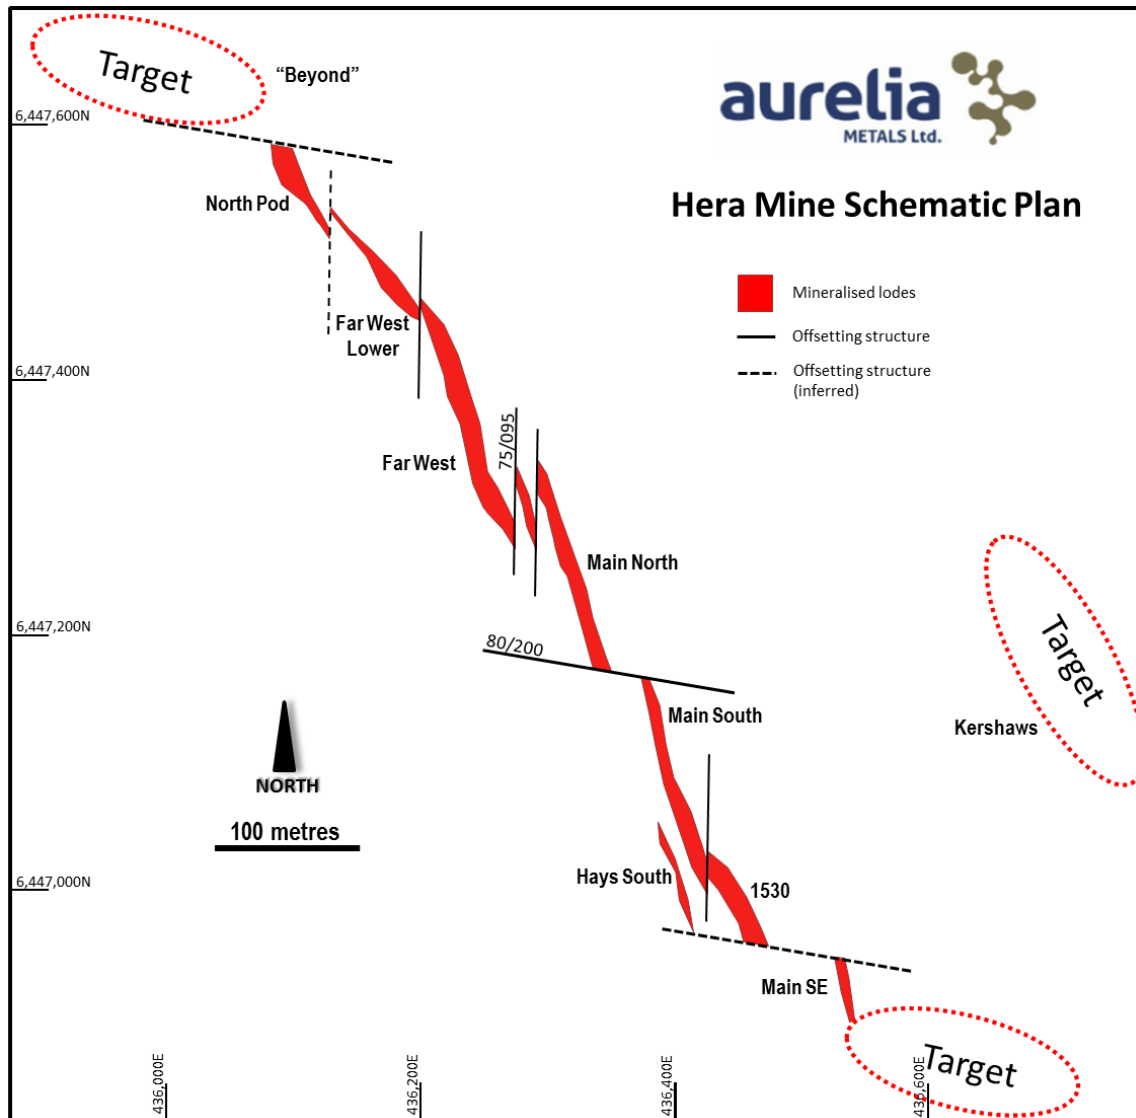 Target
"Beyond"
aurelia
METALS Ltd.
6,447,600N
Hera Mine Schematic Plan
North Pod
Mineralised lodes
Far West
Lower
Offsetting structure
6,447,400N
Offsetting structure
(inferred)
75/095
Far West
Main North
6,447,200N
80/200
Target
Main South
Kershaws
NORTH
100 metres
Hays South
1530
6,447,000N
Main SE
Target
436,000E
436,200E
436,400E
436,600E